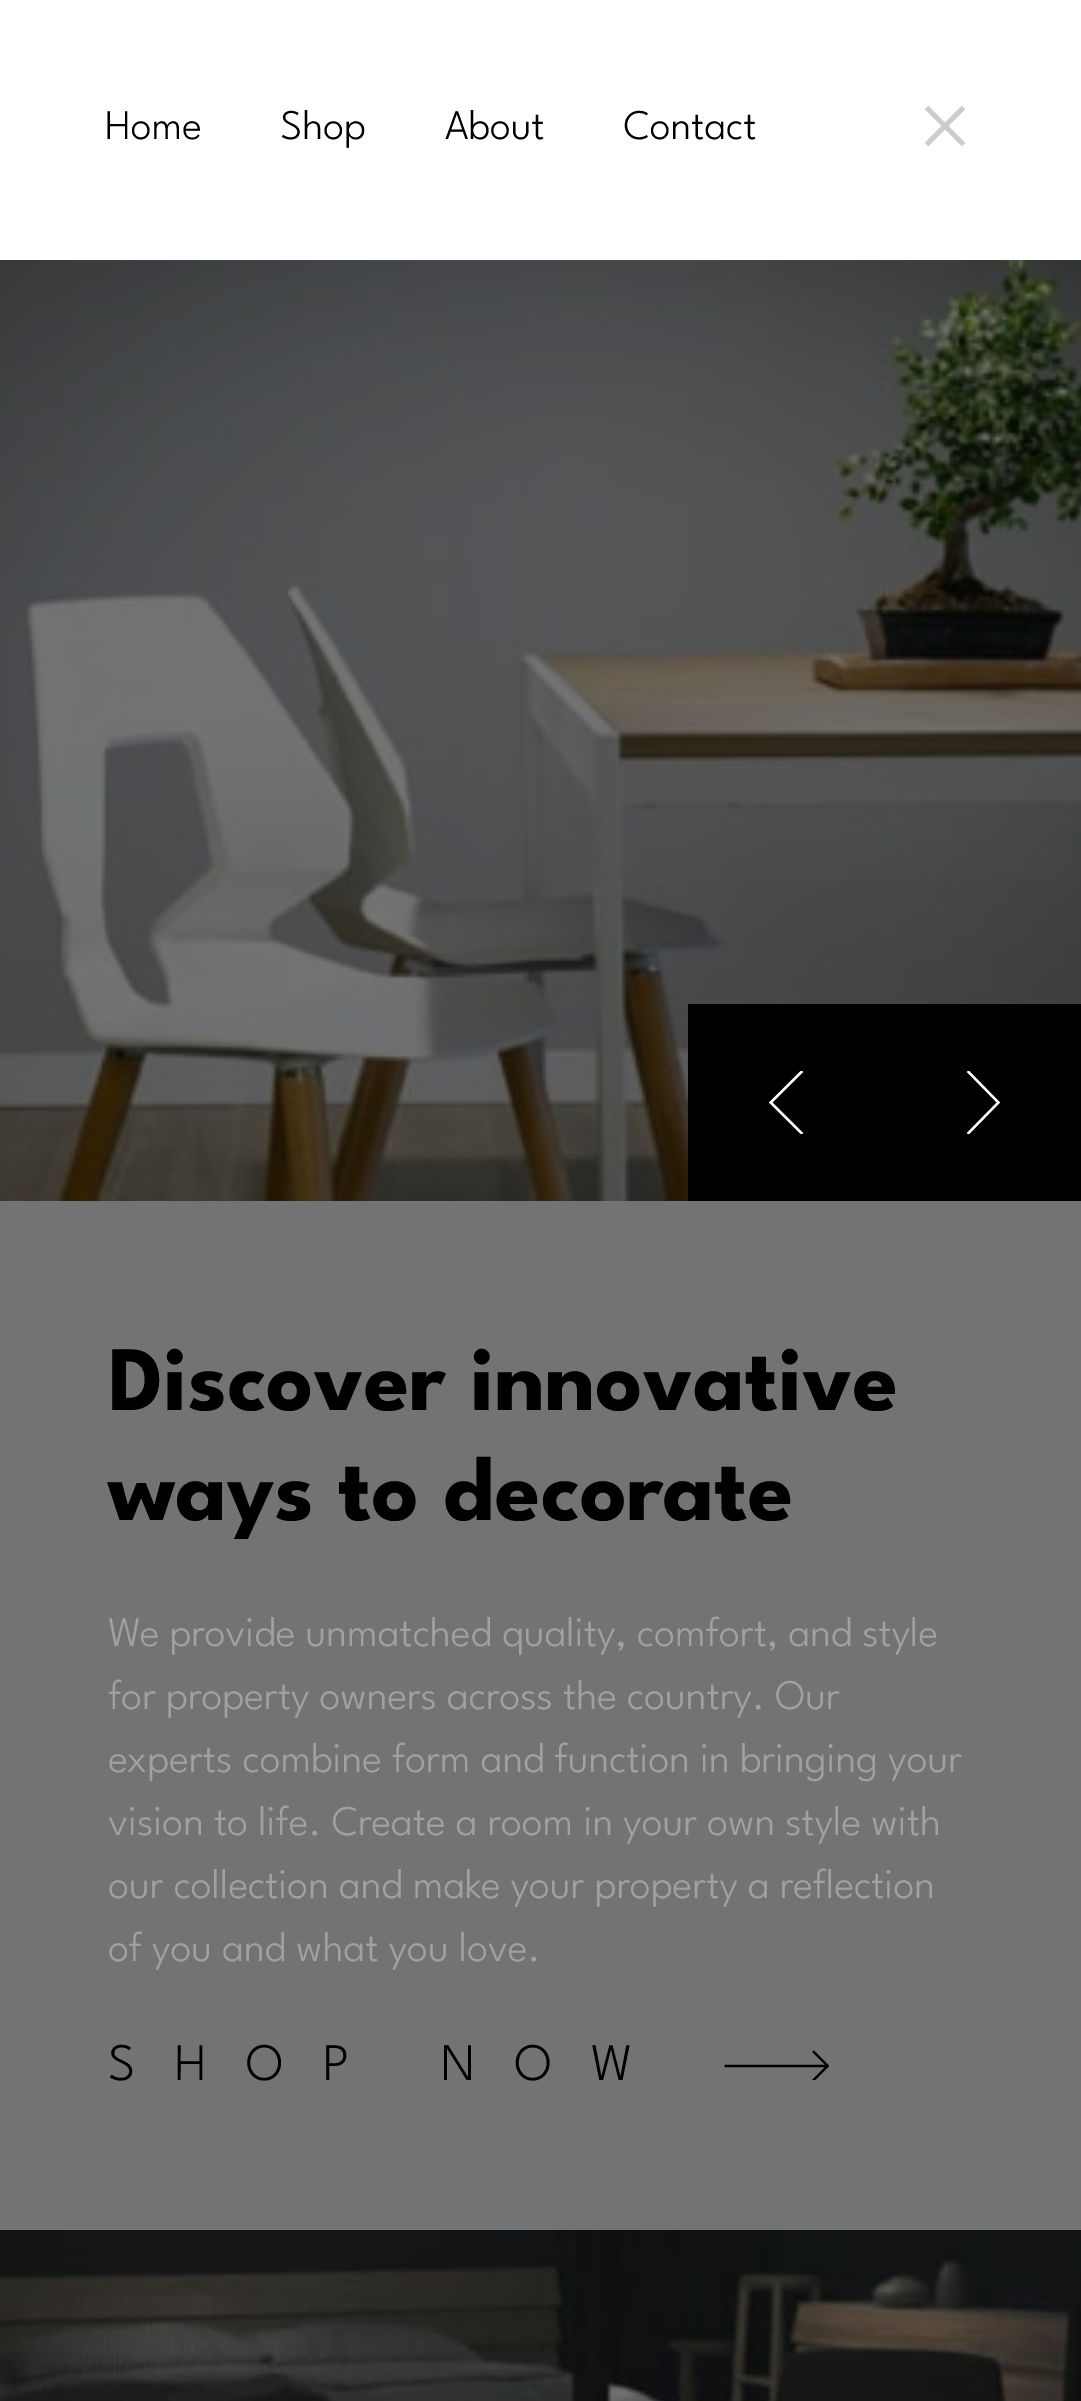 Home Shop About Contact
Discover innovative
ways to decorate
We provide unmatched quality, comfort, and style
for property owners across the country. Our
experts combine form and function in bringing your
vision to life. Create a room in your own style with
our collection and make your property a reflection
of you and what you love.
SHOP NOW